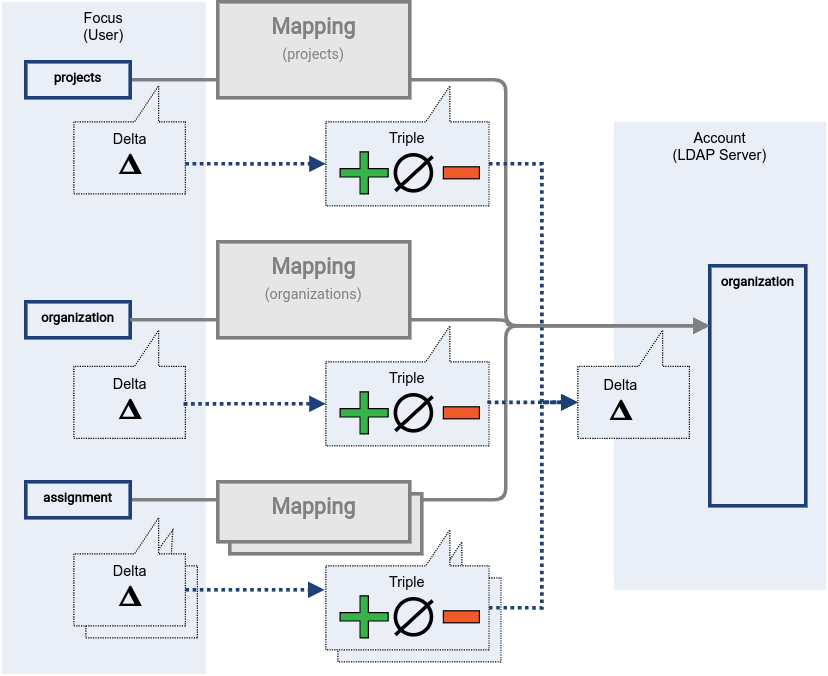 Focus
(User)
Mapping
(projects)
projects
Delta
Triple
Account
(LDAP Server)
Mapping
(organizations)
organization
organization
Delta
Triple
Delta
assignment
Mapping
Delta
Triple